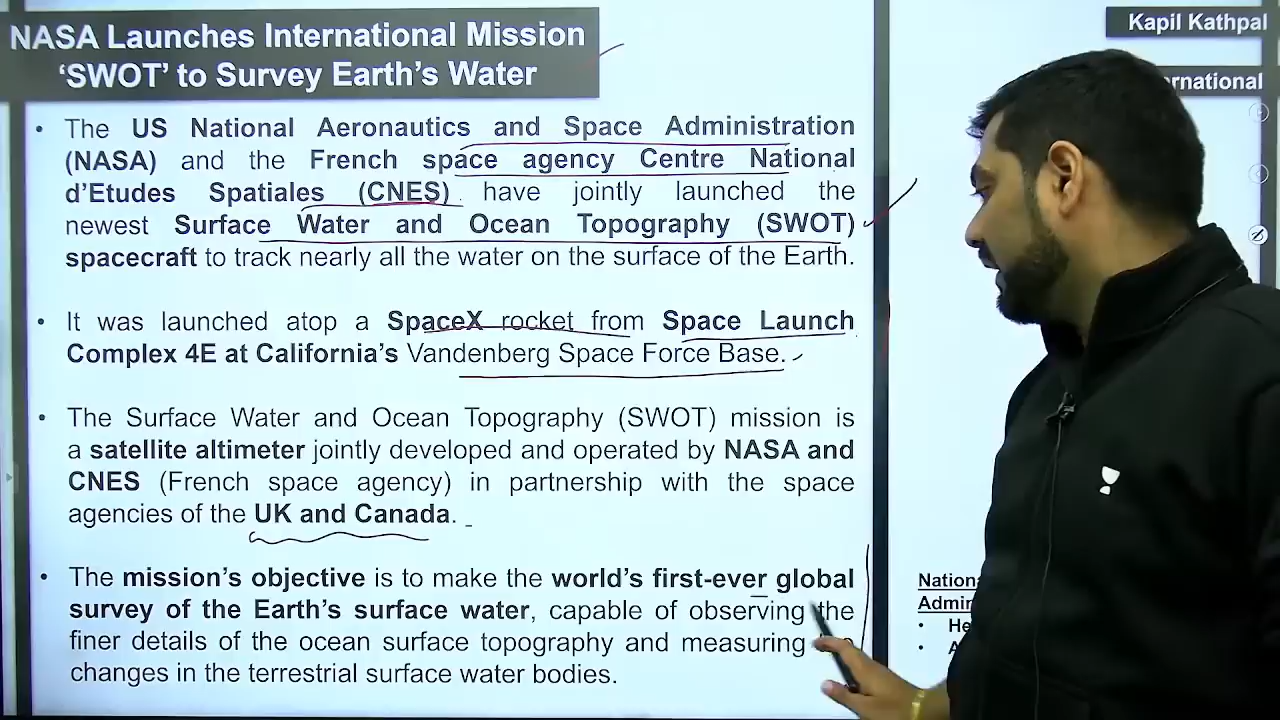 NASA Launches International Mission
‘SWOT’ to Survey Earth’s Water
Kapil Kathpal
• The US National Aeronautics and Space Administration
(NASA) and the French space agency Centre National
d’Etudes Spatiales (CNES) have jointly launched the
newest Surface Water and Ocean Topography (SWOT)
spacecraft to track nearly all the water on the surface of the Earth.
• It was launched atop a SpaceX rocket from Space Launch
Complex 4E at California’s Vandenberg Space Force Base.
• The Surface Water and Ocean Topography (SWOT) mission is
a satellite altimeter jointly developed and operated by NASA and
CNES (French space agency) in partnership with the space
agencies of the UK and Canada.
• The mission’s objective is to make the world’s first-ever global
survey of the Earth’s surface water, capable of observing the
finer details of the ocean surface topography and measuring
changes in the terrestrial surface water bodies.